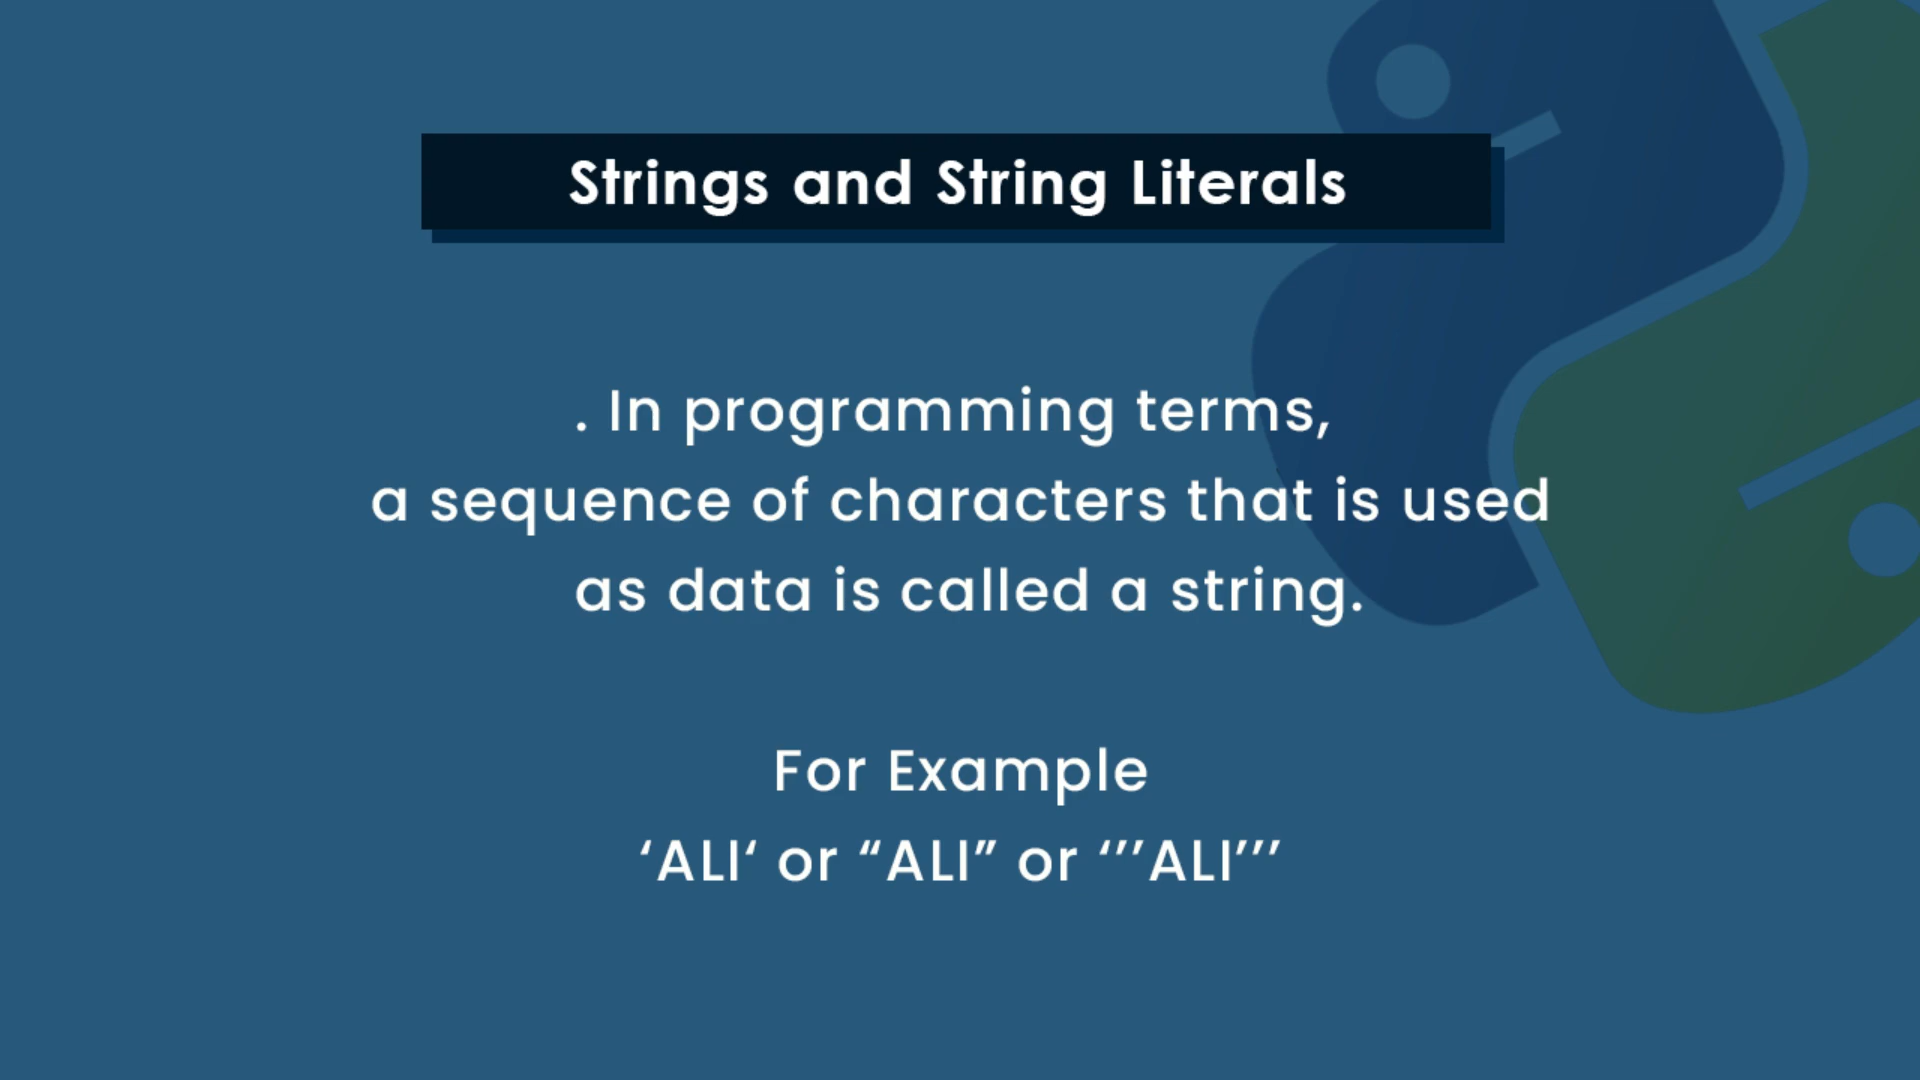 Strings and String Literals
. In programming terms,
a sequence of characters that is used
as data is called a string.
For Example
‘ALI‘ or “ALI” or ‘’’ALI’’’